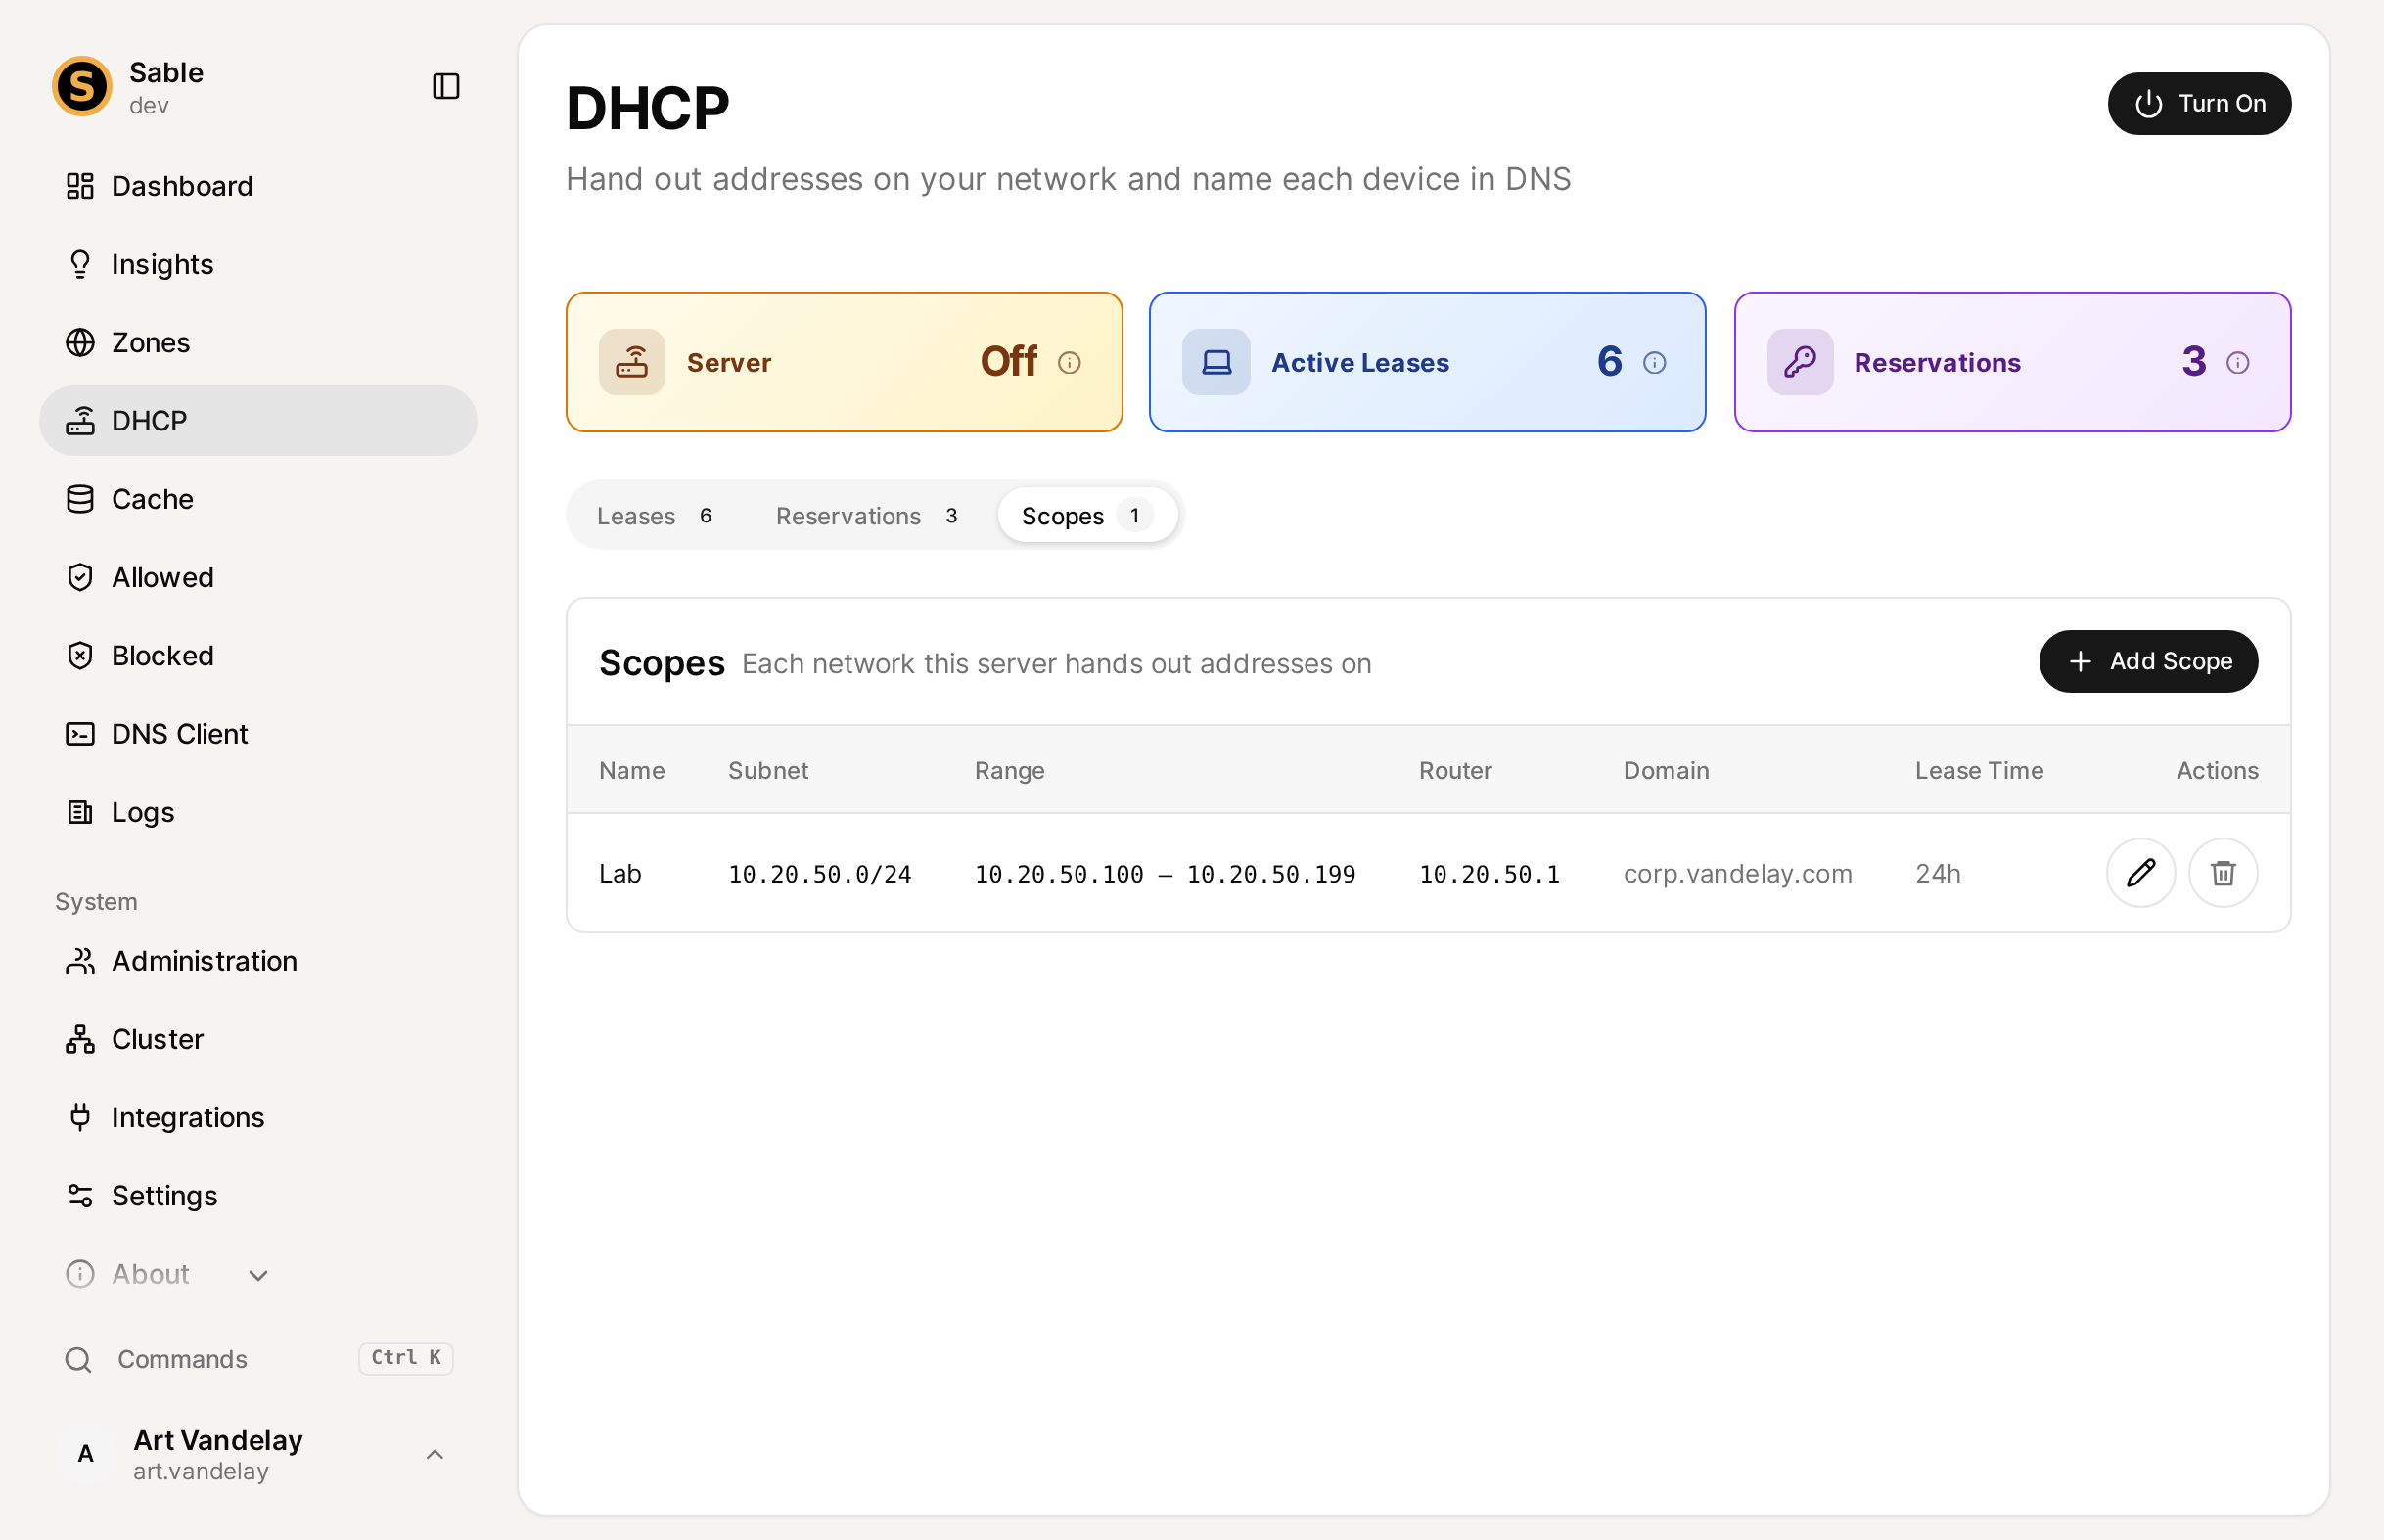 S
Sable
dev
Dashboard
Insights
Zones
DHCP
Cache
Allowed
Blocked
DNS Client
Logs
System
Administration
Cluster
Integrations
Settings
About
Commands
Ctrl K
A
Art Vandelay
art.vandelay
DHCP
Turn On
Hand out addresses on your network and name each device in DNS
Server Off
Active Leases 6
Reservations 3
Leases 6 Reservations 3 Scopes 1
Scopes Each network this server hands out addresses on
Add Scope
Name Subnet Range Router Domain Lease Time Actions
Lab 10.20.50.0/24 10.20.50.100 – 10.20.50.199 10.20.50.1 corp.vandelay.com 24h